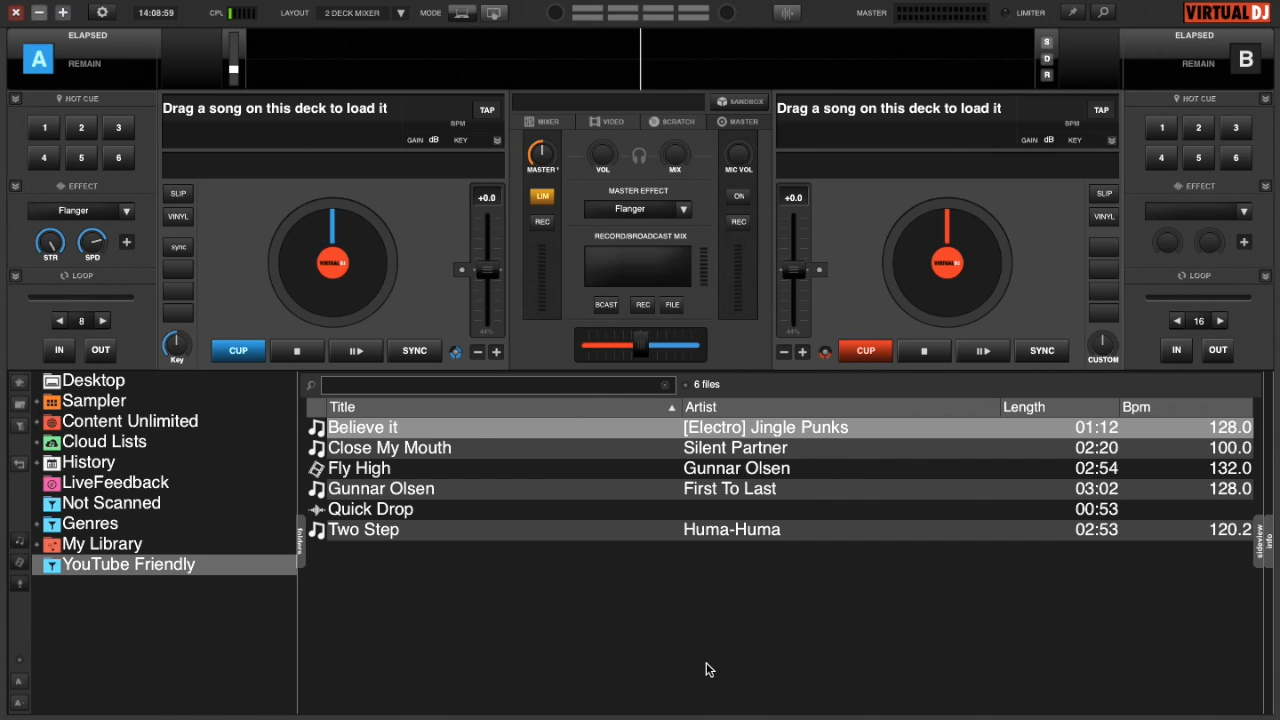 14:08:59 CPL LAYOUT 2 DECK MIXER MODE MASTER LIMITER VIRTUAL DJ
ELAPSED
A REMAIN
S
D
R
ELAPSED
REMAIN B
HOT CUE
1 2 3
4 5 6
EFFECT
Flanger
STR SPD
LOOP
8
IN OUT
Drag a song on this deck to load it TAP
BPM
GAIN dB KEY
SLIP
VINYL
sync
Key
VIRTUAL DJ
+0.0
44%
CUP SYNC
SANDBOX
MIXER VIDEO SCRATCH MASTER
MASTER VOL MIX MIC VOL
LIM
REC
MASTER EFFECT
Flanger
ON
REC
RECORD/BROADCAST MIX
BCAST REC FILE
Drag a song on this deck to load it TAP
BPM
GAIN dB KEY
+0.0
44%
VIRTUAL DJ
SLIP
VINYL
CUSTOM
CUP SYNC
HOT CUE
1 2 3
4 5 6
EFFECT
LOOP
16
IN OUT
Desktop
Sampler
Content Unlimited
Cloud Lists
History
LiveFeedback
Not Scanned
Genres
My Library
YouTube Friendly
folders
6 files
Title Artist Length Bpm
Believe it [Electro] Jingle Punks 01:12 128.0
Close My Mouth Silent Partner 02:20 100.0
Fly High Gunnar Olsen 02:54 132.0
Gunnar Olsen First To Last 03:02 128.0
Quick Drop 00:53
Two Step Huma-Huma 02:53 120.2
sideview
info
A
A